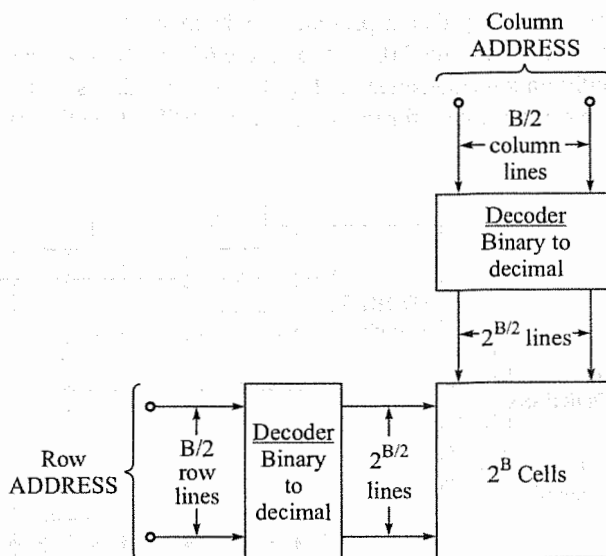 Column
ADDRESS
B/2
column
lines
Decoder
Binary to
decimal
2^{B/2} lines
Row
ADDRESS
B/2
row
lines
Decoder
Binary
to
decimal
2^{B/2}
lines
2^B Cells